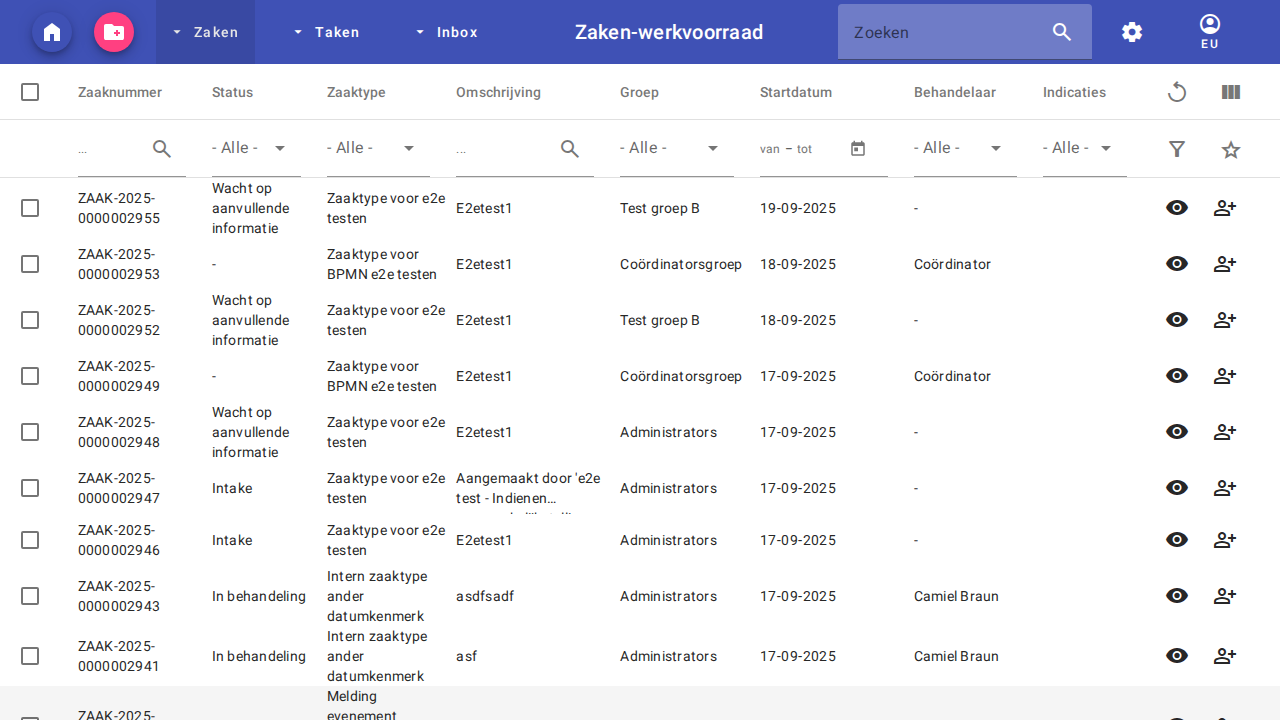 Zaken
Taken
Inbox
Zaken-werkvoorraad
Zoeken
EU
Zaaknummer Status Zaaktype Omschrijving Groep Startdatum Behandelaar Indicaties
... - Alle - - Alle - ... - Alle - van – tot - Alle - - Alle -
ZAAK-2025-
0000002955
Wacht op
aanvullende
informatie
Zaaktype voor e2e
testen
E2etest1
Test groep B
19-09-2025
-
ZAAK-2025-
0000002953
-
Zaaktype voor
BPMN e2e testen
E2etest1
Coördinatorsgroep
18-09-2025
Coördinator
ZAAK-2025-
0000002952
Wacht op
aanvullende
informatie
Zaaktype voor e2e
testen
E2etest1
Test groep B
18-09-2025
-
ZAAK-2025-
0000002949
-
Zaaktype voor
BPMN e2e testen
E2etest1
Coördinatorsgroep
17-09-2025
Coördinator
ZAAK-2025-
0000002948
Wacht op
aanvullende
informatie
Zaaktype voor e2e
testen
E2etest1
Administrators
17-09-2025
-
ZAAK-2025-
0000002947
Intake
Zaaktype voor e2e
testen
Aangemaakt door 'e2e
test - Indienen...
Administrators
17-09-2025
-
ZAAK-2025-
0000002946
Intake
Zaaktype voor e2e
testen
E2etest1
Administrators
17-09-2025
-
ZAAK-2025-
0000002943
In behandeling
Intern zaaktype
ander
datumkenmerk
asdfsadf
Administrators
17-09-2025
Camiel Braun
ZAAK-2025-
0000002941
In behandeling
Intern zaaktype
ander
datumkenmerk
asf
Administrators
17-09-2025
Camiel Braun
ZAAK-2025-
Melding
evenement